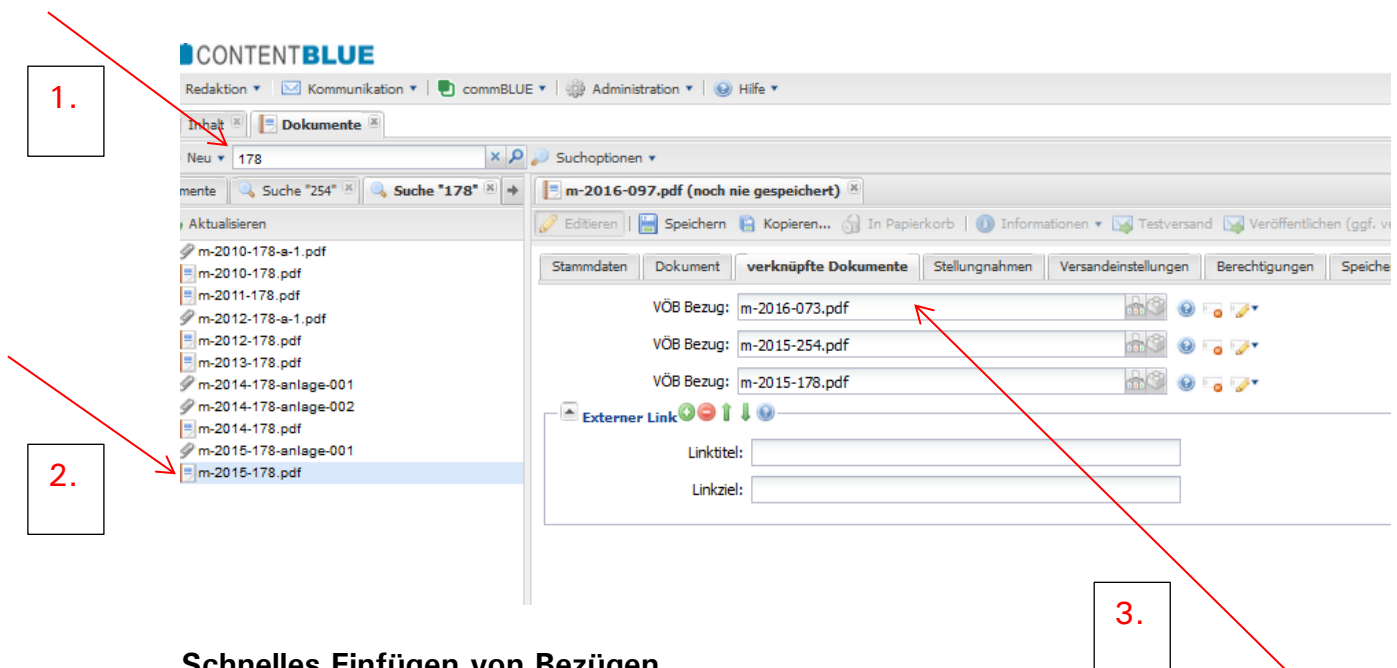 CONTENTBLUE
1.
Redaktion Kommunikation commBLUE Administration Hilfe
Inhalt Dokumente
Neu 178 Suchoptionen
mente Suche "254" Suche "178" m-2016-097.pdf (noch nie gespeichert)
Aktualisieren Editieren Speichern Kopieren... In Papierkorb Informationen Testversand Veröffentlichen (ggf. ve
m-2010-178-a-1.pdf
m-2010-178.pdf
m-2011-178.pdf
m-2012-178-a-1.pdf
m-2012-178.pdf
m-2013-178.pdf
m-2014-178-anlage-001
m-2014-178-anlage-002
m-2014-178.pdf
m-2015-178-anlage-001
m-2015-178.pdf
2.
Stammdaten Dokument verknüpfte Dokumente Stellungnahmen Versandeinstellungen Berechtigungen Speiche
VÖB Bezug: m-2016-073.pdf
VÖB Bezug: m-2015-254.pdf
VÖB Bezug: m-2015-178.pdf
Externer Link
Linktitel:
Linkziel:
3.
Schnelles Einfügen von Bezügen